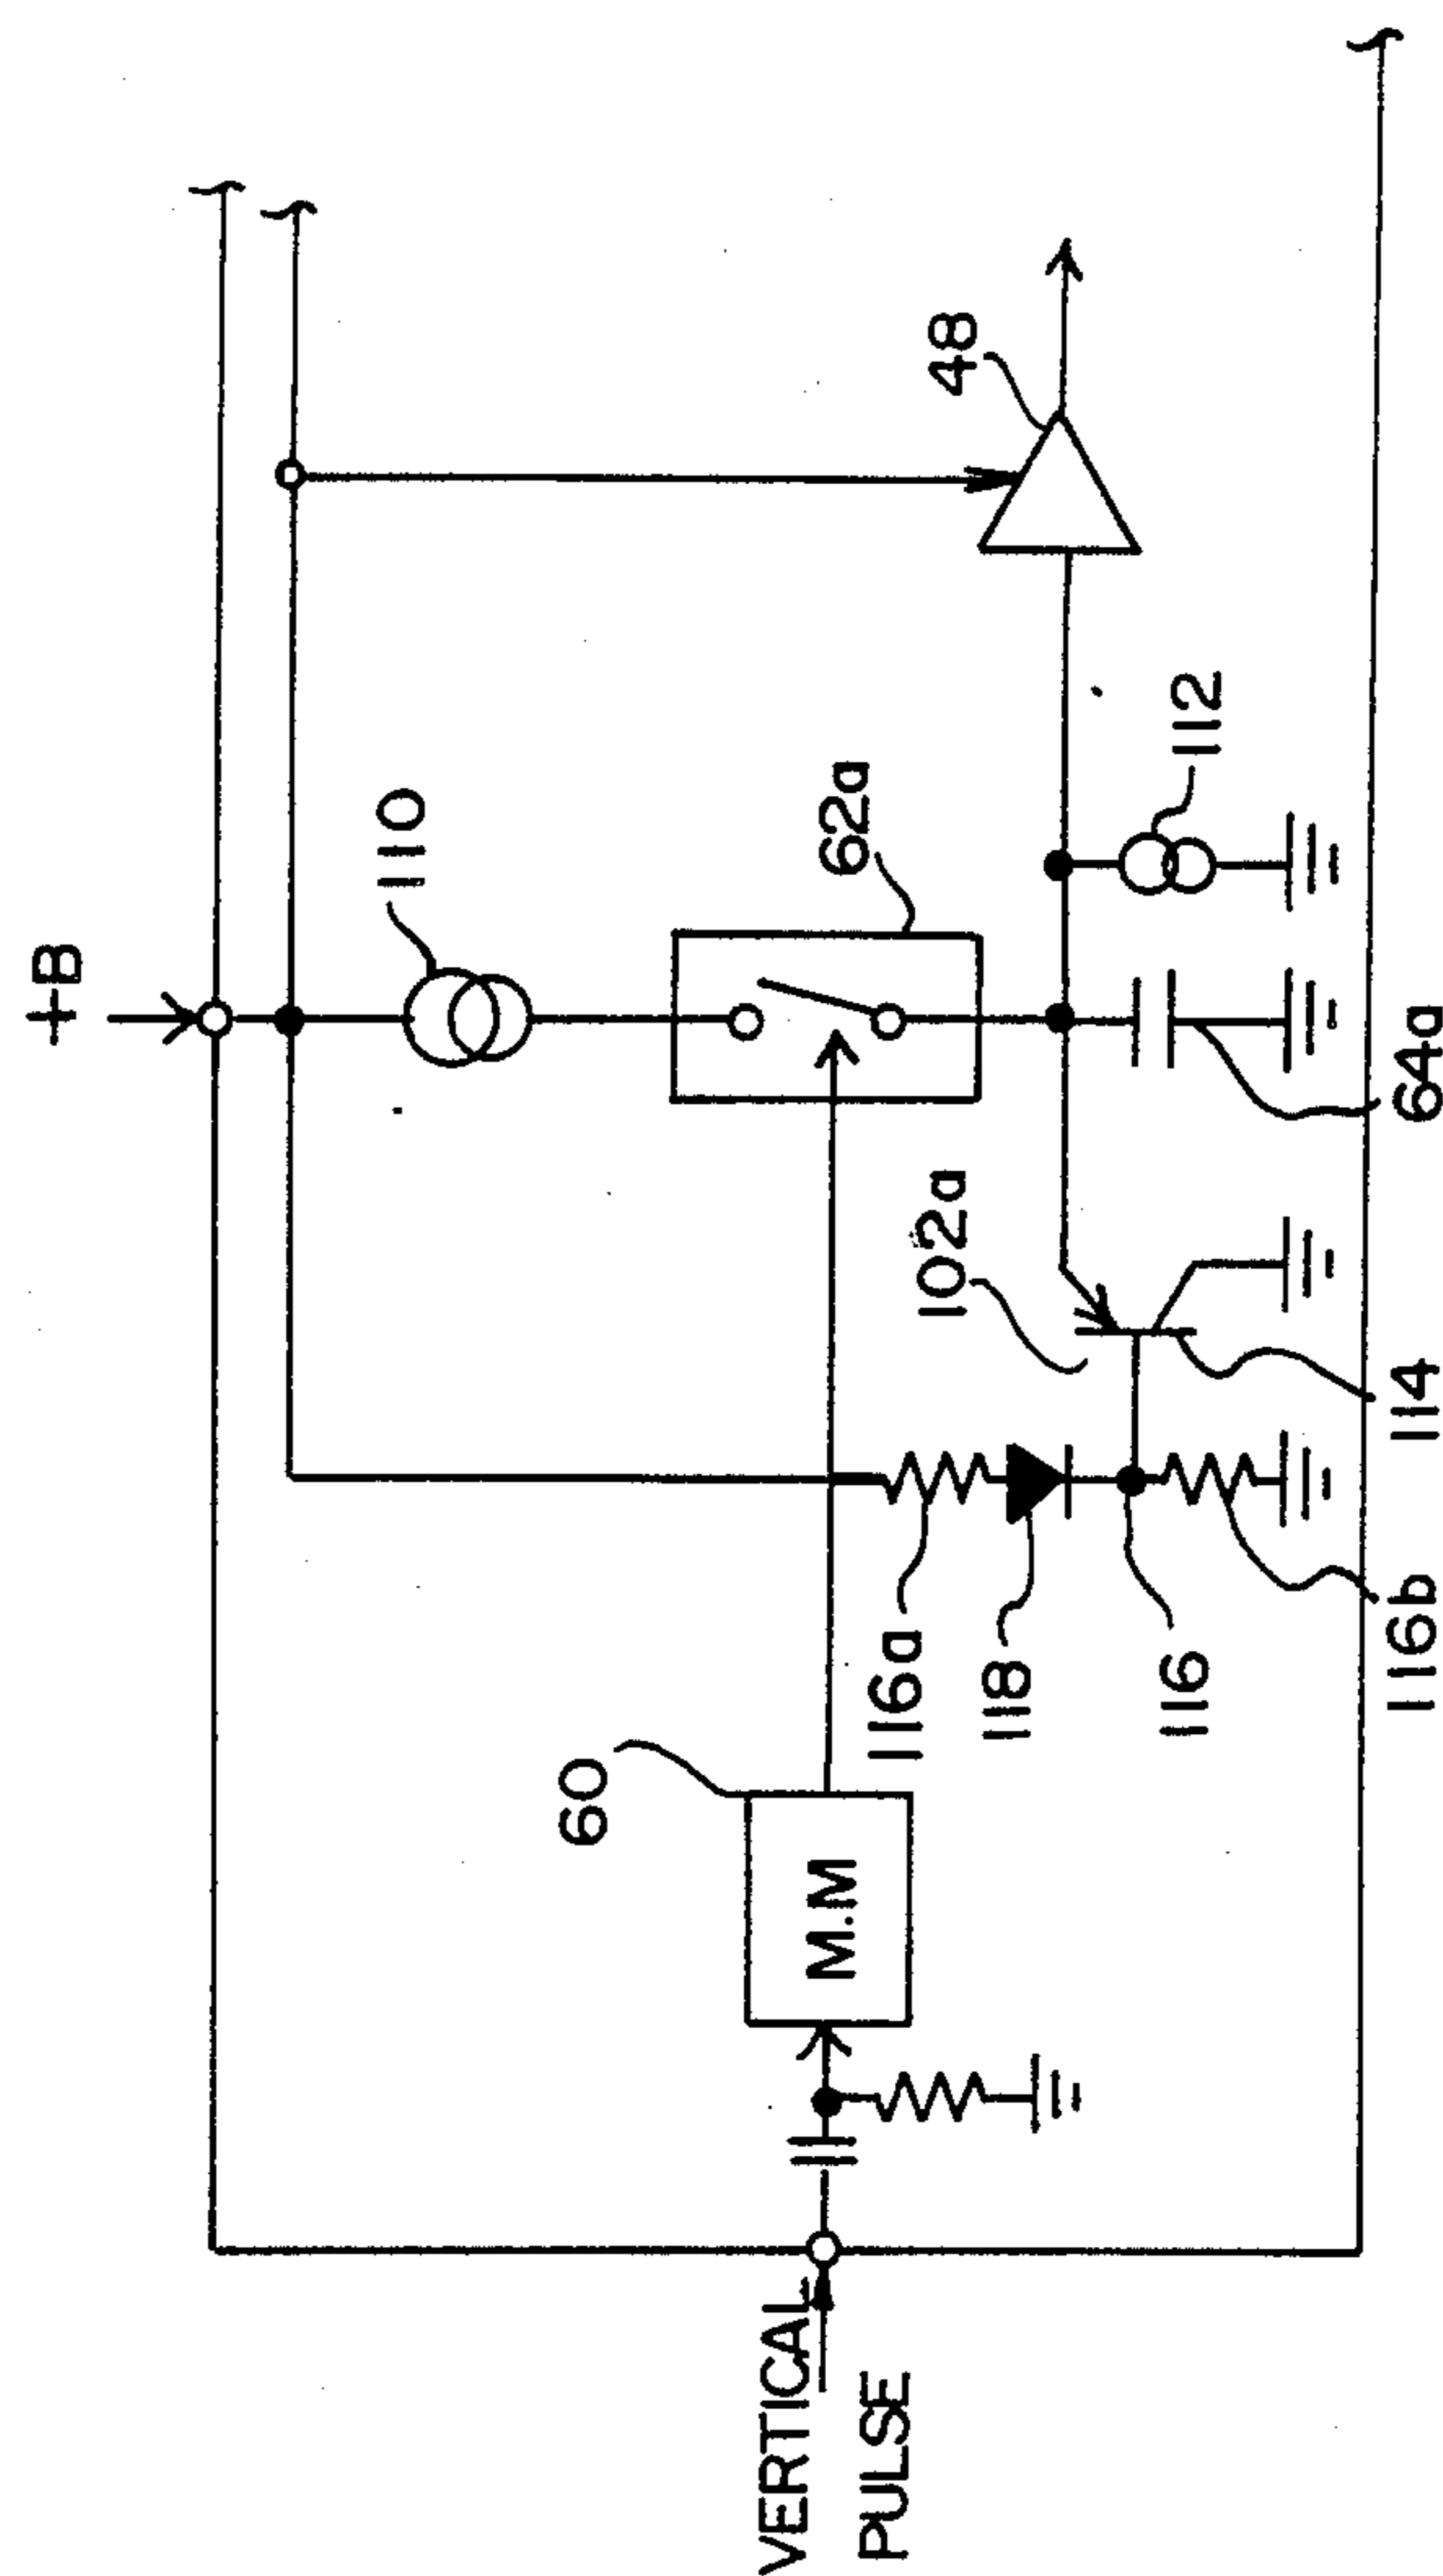 +B
110
62a
48
112
102a
64a
60
M.M
116a
118
116
116b
114
VERTICAL
PULSE